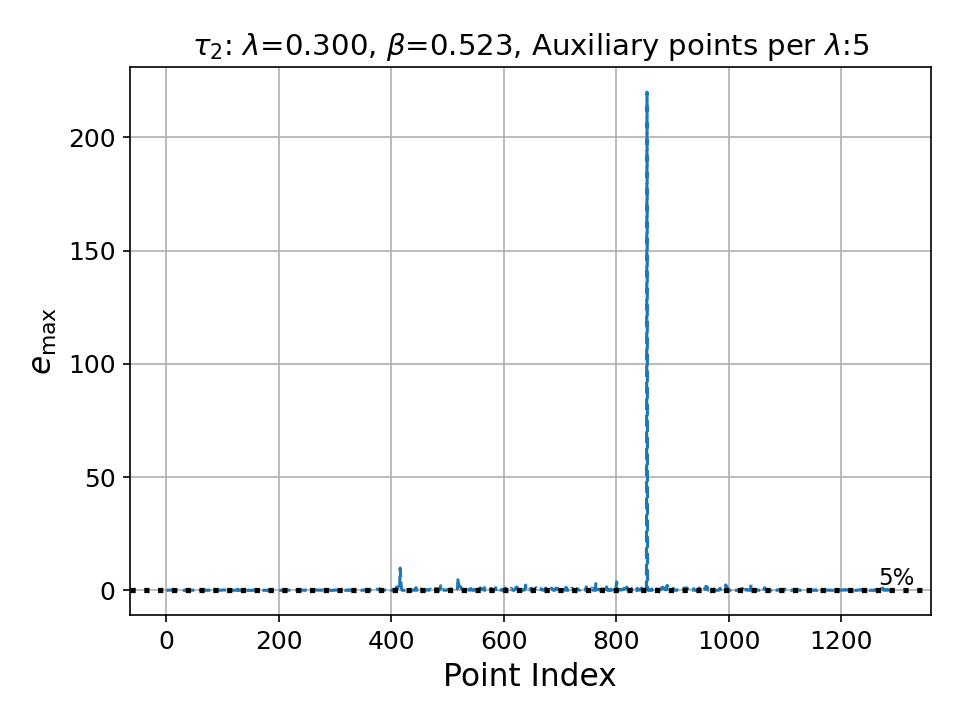 τ₂: λ=0.300, β=0.523, Auxiliary points per λ:5
200
150
100
50
0
e_max
5%
0 200 400 600 800 1000 1200
Point Index